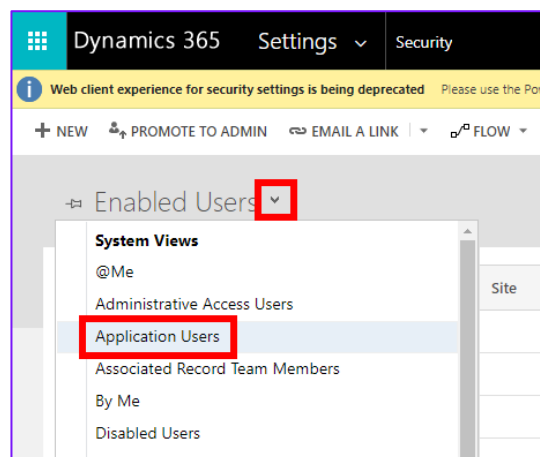 Dynamics 365 Settings Security
Web client experience for security settings is being deprecated Please use the
NEW PROMOTE TO ADMIN EMAIL A LINK FLOW
Enabled Users
System Views
@Me
Site
Administrative Access Users
Application Users
Associated Record Team Members
By Me
Disabled Users